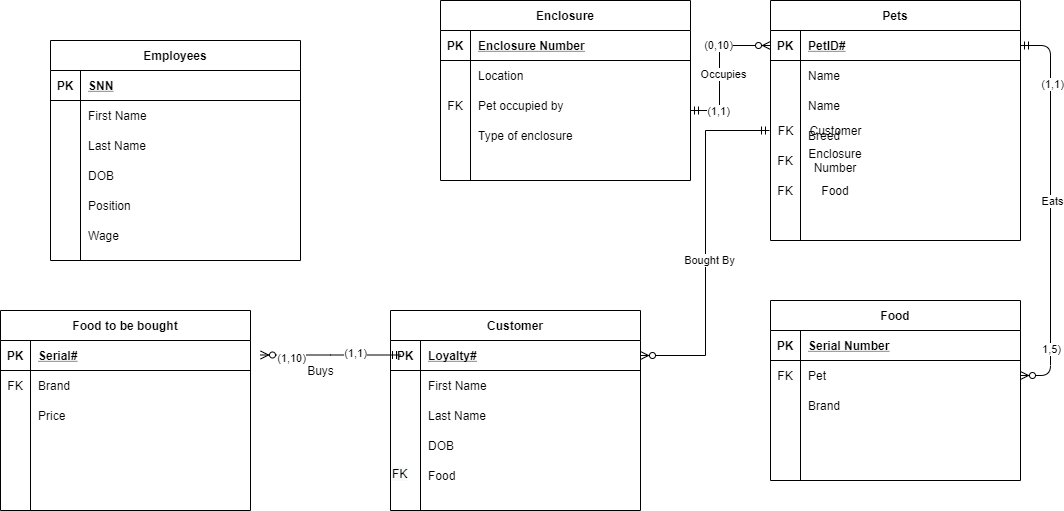 Employees
PK SNN
First Name
Last Name
DOB
Position
Wage
Enclosure
PK Enclosure Number
Location
FK Pet occupied by
Type of enclosure
(0,10)
Occupies
(1,1)
Pets
PK PetID#
Name
Name
FK Customer
Breed
FK Enclosure
Number
FK Food
(1,1)
Eats
1,5)
Bought By
Food to be bought
PK Serial#
FK Brand
Price
(1,10)
(1,1)
Buys
Customer
PK Loyalty#
First Name
Last Name
DOB
FK Food
Food
PK Serial Number
FK Pet
Brand